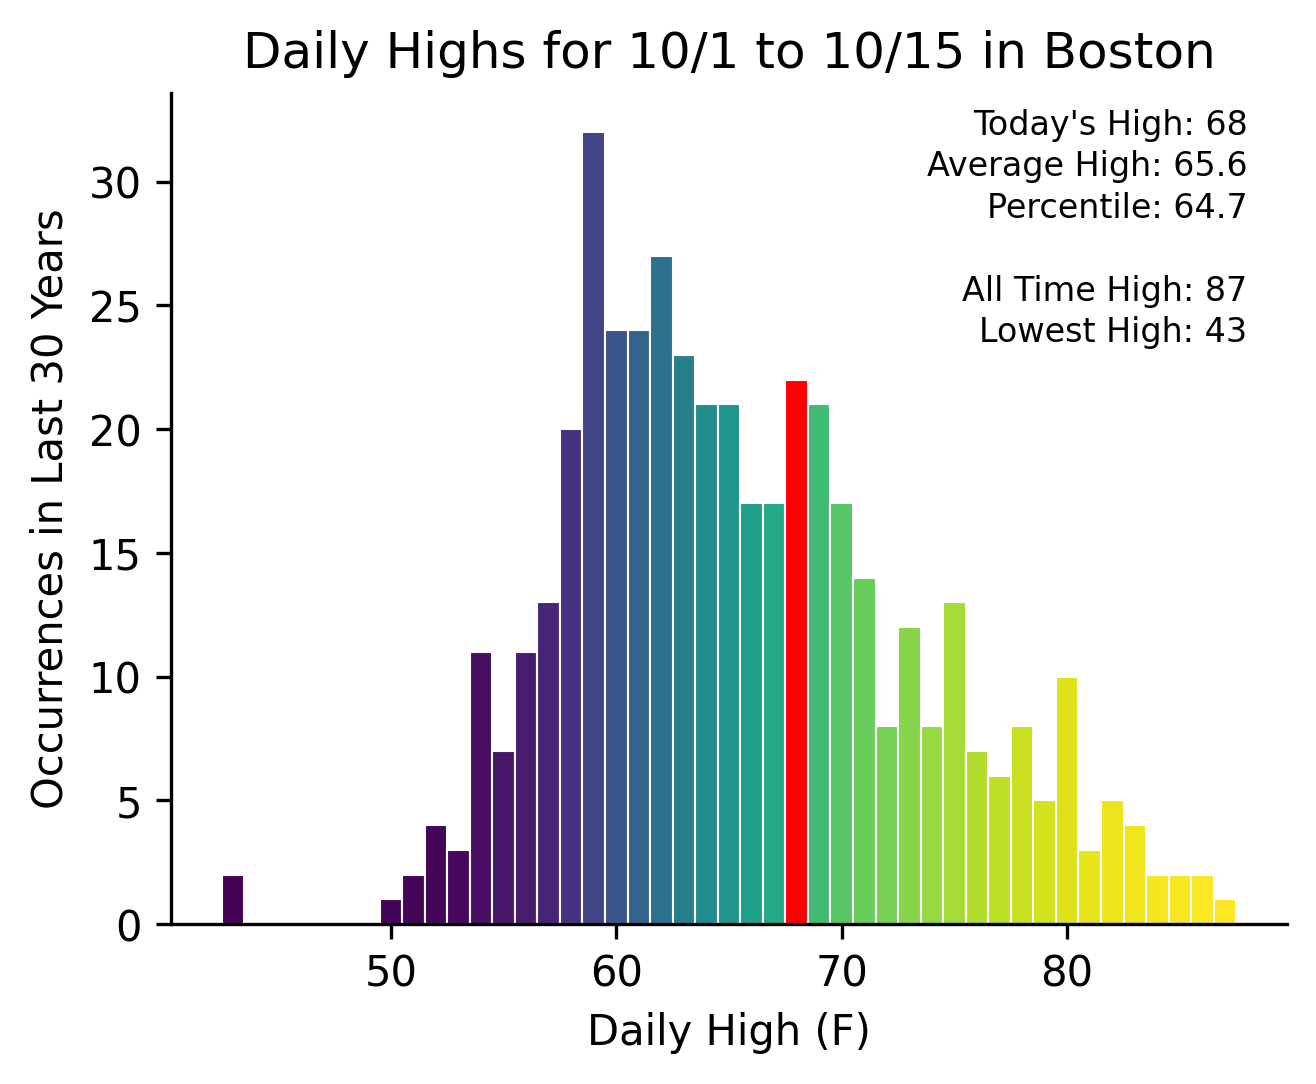 Daily Highs for 10/1 to 10/15 in Boston
Today's High: 68
Average High: 65.6
Percentile: 64.7
All Time High: 87
Lowest High: 43
Occurrences in Last 30 Years
30
25
20
15
10
5
0
50 60 70 80
Daily High (F)